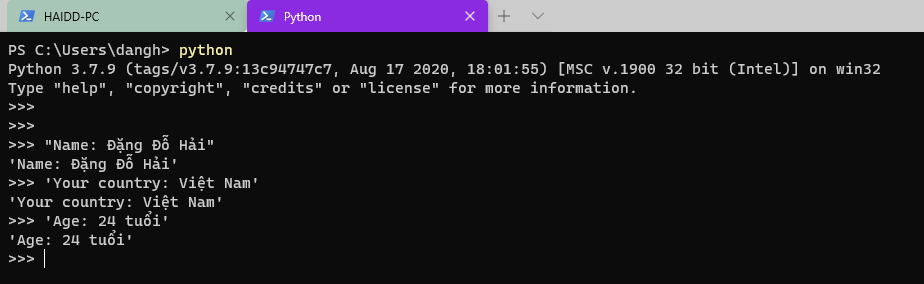 HAIDD-PC
Python
PS C:\Users\dangh> python
Python 3.7.9 (tags/v3.7.9:13c94747c7, Aug 17 2020, 18:01:55) [MSC v.1900 32 bit (Intel)] on win32
Type "help", "copyright", "credits" or "license" for more information.
>>>
>>>
>>> "Name: Đặng Đỗ Hải"
'Name: Đặng Đỗ Hải'
>>> 'Your country: Việt Nam'
'Your country: Việt Nam'
>>> 'Age: 24 tuổi'
'Age: 24 tuổi'
>>>